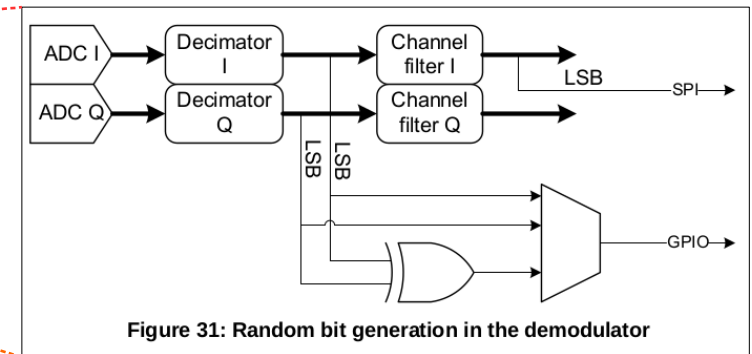 ADC I
Decimator
I
Channel
filter I
LSB
SPI
ADC Q
Decimator
Q
Channel
filter Q
LSB
LSB
GPIO
Figure 31: Random bit generation in the demodulator